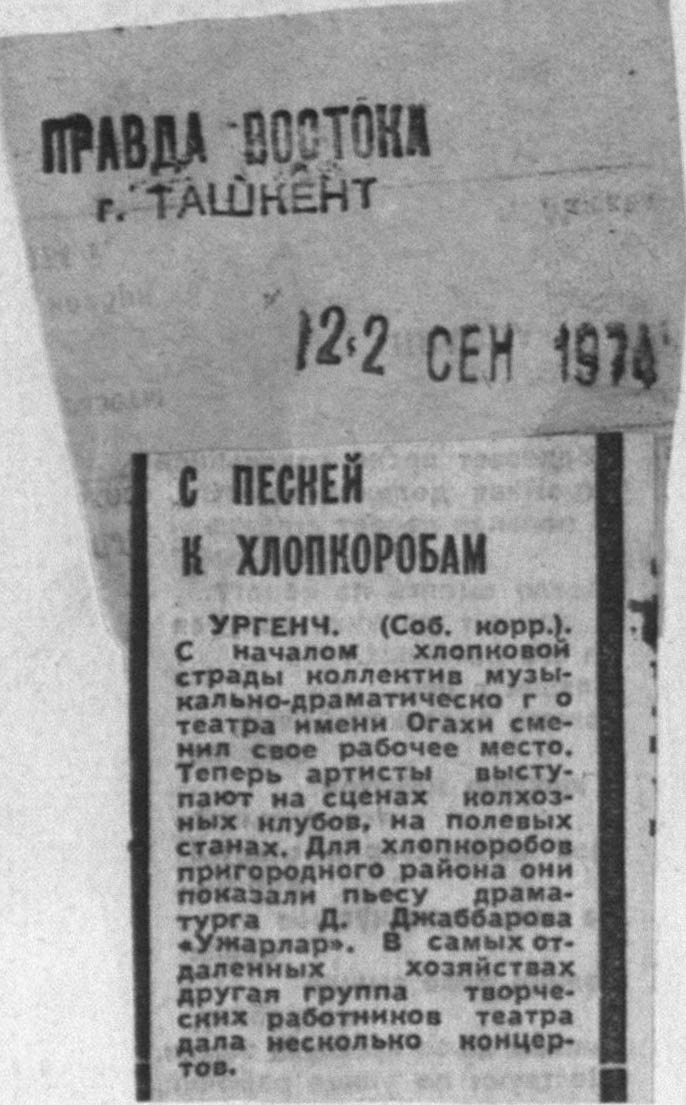 ПРАВДА ВОСТОКА
г. ТАШКЕНТ
СЕН 1974
С ПЕСНЕЙ
К ХЛОПКОРОБАМ
УРГЕНЧ. (Соб. корр.).
С началом хлопковой
страды коллектив музы-
кально-драматическо г о
театра имени Огахи сме-
нил свое рабочее место.
Теперь артисты высту-
пают на сценах колхоз-
ных клубов, на полевых
станах. Для хлопкоробов
пригородного района они
показали пьесу драма-
турга Д. Джаббарова
«Ужарлар». В самых от-
даленных хозяйствах
другая группа творче-
ских работников театра
дала несколько концер-
тов.